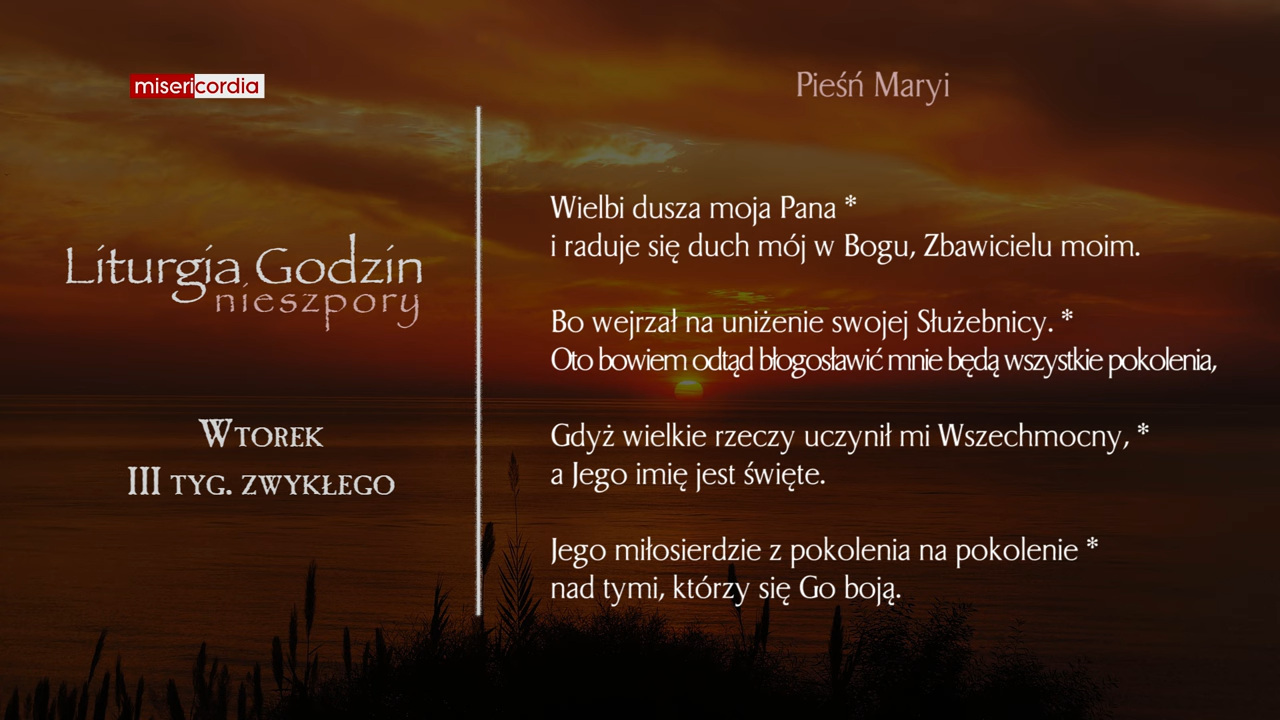 misericordia
Liturgia Godzin
nieszpory
Wtorek
III tyg. zwykłego
Pieśń Maryi
Wielbi dusza moja Pana *
i raduje się duch mój w Bogu, Zbawicielu moim.
Bo wejrzał na uniżenie swojej Służebnicy. *
Oto bowiem odtąd błogosławić mnie będą wszystkie pokolenia,
Gdyż wielkie rzeczy uczynił mi Wszechmocny, *
a Jego imię jest święte.
Jego miłosierdzie z pokolenia na pokolenie *
nad tymi, którzy się Go boją.